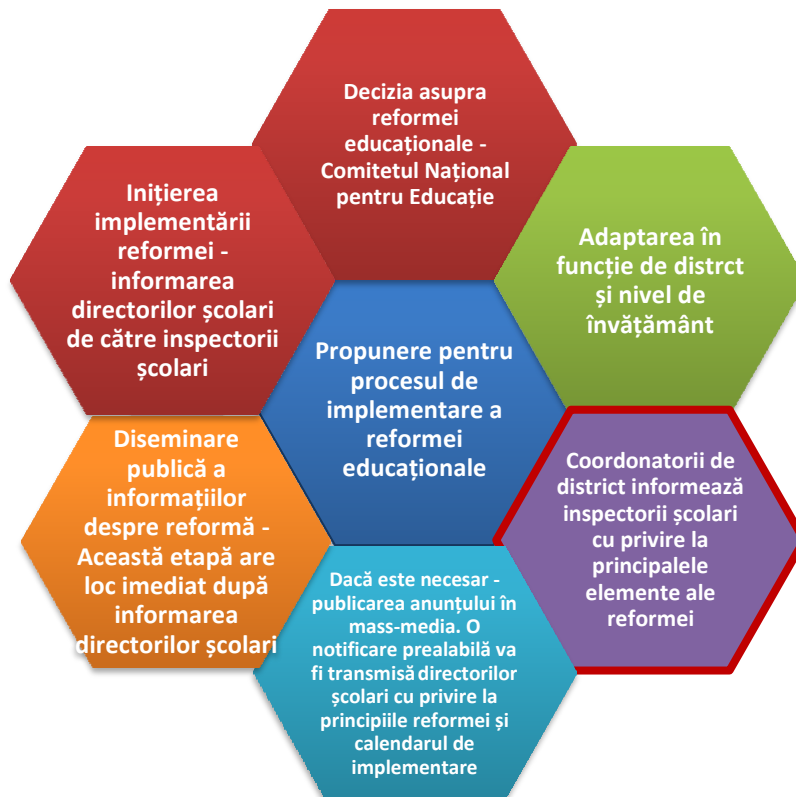 Decizia asupra
reformei
educaționale -
Comitetul Național
pentru Educație
Inițierea
implementării
reformei -
informarea
directorilor școlari
de către inspectorii
școlari
Adaptarea în
funcție de distrct
și nivel de
învățământ
Propunere pentru
procesul de
implementare a
reformei
educaționale
Diseminare
publică a
informațiilor
despre reformă -
Această etapă are
loc imediat după
informarea
directorilor școlari
Coordonatorii de
district informează
inspectorii școlari
cu privire la
principalele
elemente ale
reformei
Dacă este necesar -
publicarea anunțului în
mass-media. O
notificare prealabilă va
fi transmisă directorilor
școlari cu privire la
principiile reformei și
calendarul de
implementare